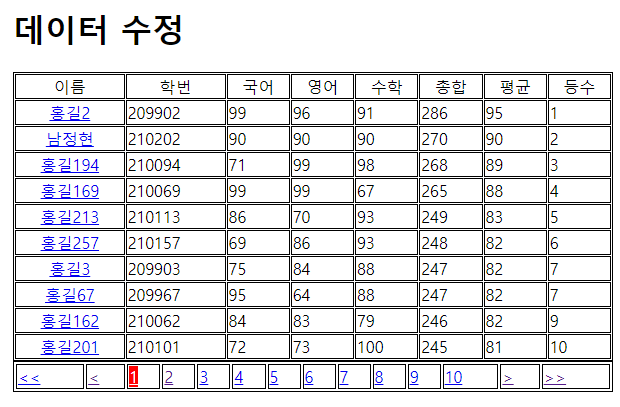 데이터 수정
이름 학번 국어 영어 수학 총합 평균 등수
홍길2 209902 99 96 91 286 95 1
남정현 210202 90 90 90 270 90 2
홍길194 210094 71 99 98 268 89 3
홍길169 210069 99 99 67 265 88 4
홍길213 210113 86 70 93 249 83 5
홍길257 210157 69 86 93 248 82 6
홍길3 209903 75 84 88 247 82 7
홍길67 209967 95 64 88 247 82 7
홍길162 210062 84 83 79 246 82 9
홍길201 210101 72 73 100 245 81 10
<< < 1 2 3 4 5 6 7 8 9 10 > >>